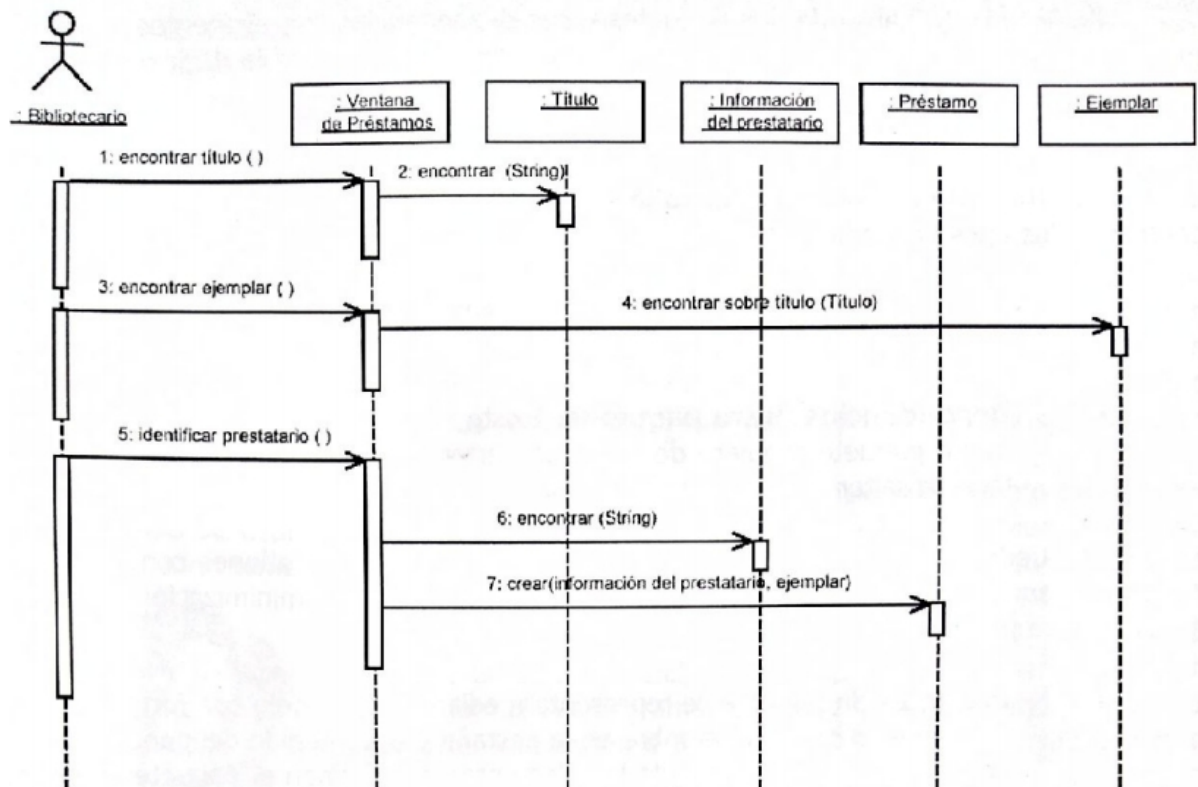 : Bibliotecario
: Ventana
de Préstamos
: Título
: Información
del prestatario
: Préstamo
: Ejemplar
1: encontrar título ( )
2: encontrar (String)
3: encontrar ejemplar ( )
4: encontrar sobre título (Título)
5: identificar prestatario ( )
6: encontrar (String)
7: crear(información del prestatario, ejemplar)